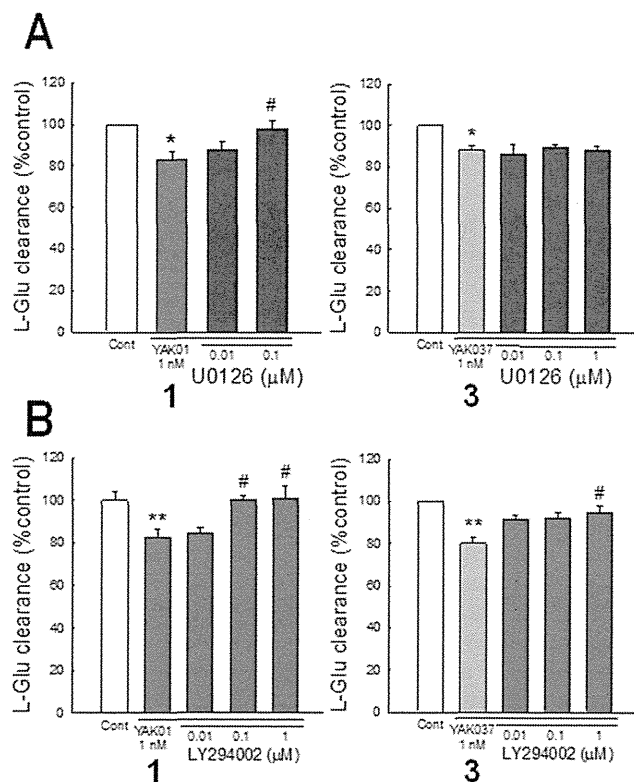 A
L-Glu clearance (%control)
120
100
80
60
40
20
0
*
#
Cont
YAK01
1 nM
0.01
0.1
U0126 (μM)
1
L-Glu clearance (%control)
120
100
80
60
40
20
0
*
Cont
YAK037
1 nM
0.01
0.1
1
U0126 (μM)
3
B
L-Glu clearance (%control)
120
100
80
60
40
20
0
**
#
#
Cont
YAK01
1 nM
0.01
0.1
1
LY294002 (μM)
1
L-Glu clearance (%control)
120
100
80
60
40
20
0
**
#
Cont
YAK037
1 nM
0.01
0.1
1
LY294002 (μM)
3